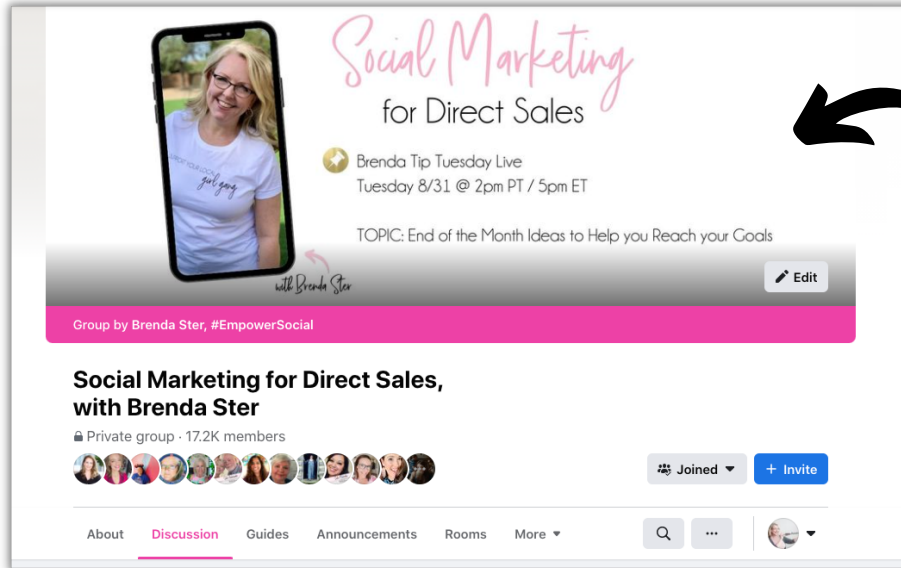 Social Marketing
for Direct Sales
Brenda Tip Tuesday Live
Tuesday 8/31 @ 2pm PT / 5pm ET
TOPIC: End of the Month Ideas to Help you Reach your Goals
girl gang
with Brenda Ster
Edit
Group by Brenda Ster, #EmpowerSocial
Social Marketing for Direct Sales,
with Brenda Ster
Private group · 17.2K members
Joined
+ Invite
About Discussion Guides Announcements Rooms More